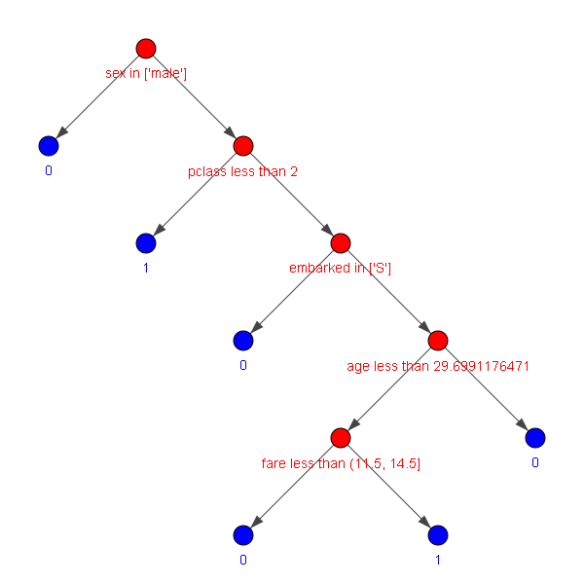 sex in ['male']
0
pclass less than 2
1
embarked in ['S']
0
age less than 29.6991176471
fare less than (11.5, 14.5]
0
0
1